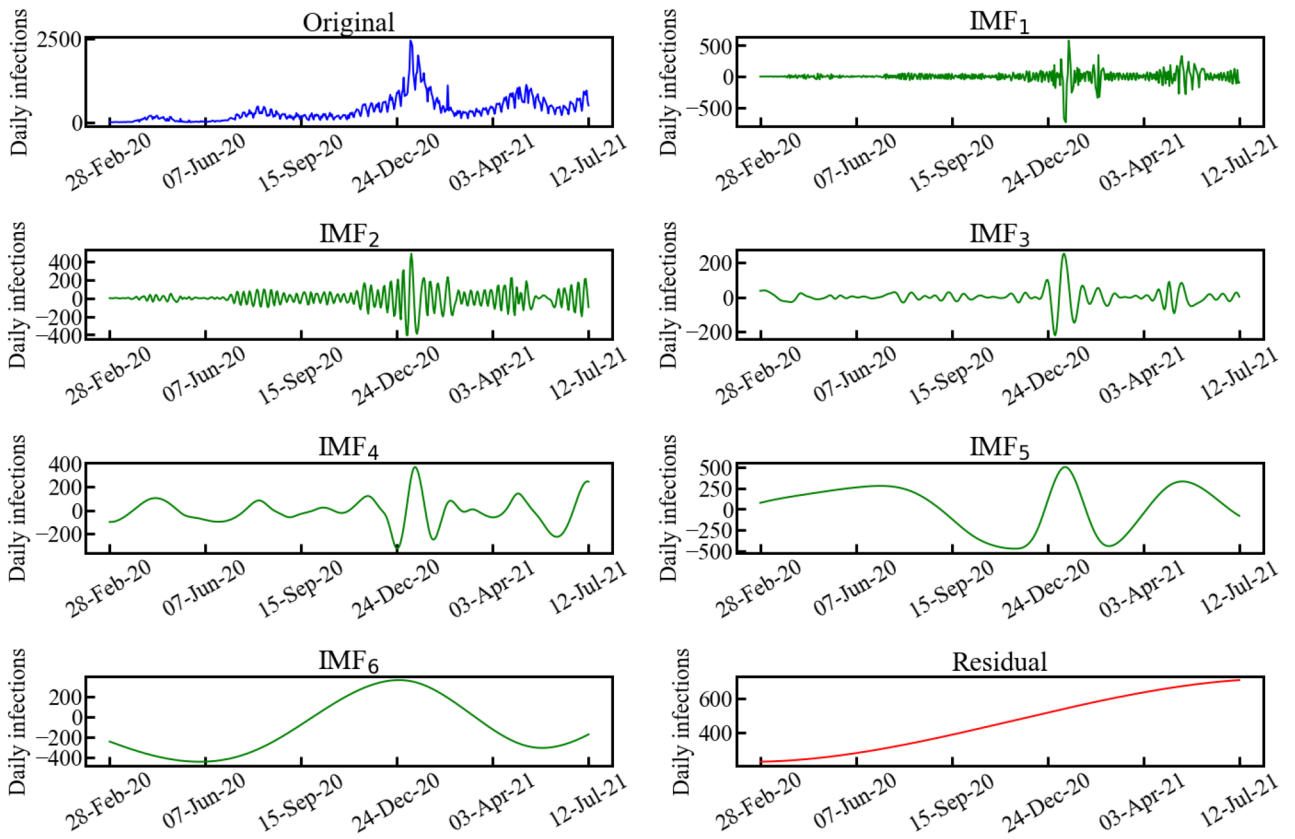 Original
Daily infections
2500
0
28-Feb-20 07-Jun-20 15-Sep-20 24-Dec-20 03-Apr-21 12-Jul-21
IMF1
Daily infections
500
0
−500
28-Feb-20 07-Jun-20 15-Sep-20 24-Dec-20 03-Apr-21 12-Jul-21
IMF2
Daily infections
400
200
0
−200
−400
28-Feb-20 07-Jun-20 15-Sep-20 24-Dec-20 03-Apr-21 12-Jul-21
IMF3
Daily infections
200
0
−200
28-Feb-20 07-Jun-20 15-Sep-20 24-Dec-20 03-Apr-21 12-Jul-21
IMF4
Daily infections
400
200
0
−200
28-Feb-20 07-Jun-20 15-Sep-20 24-Dec-20 03-Apr-21 12-Jul-21
IMF5
Daily infections
500
250
0
−250
−500
28-Feb-20 07-Jun-20 15-Sep-20 24-Dec-20 03-Apr-21 12-Jul-21
IMF6
Daily infections
200
0
−200
−400
28-Feb-20 07-Jun-20 15-Sep-20 24-Dec-20 03-Apr-21 12-Jul-21
Residual
Daily infections
600
400
28-Feb-20 07-Jun-20 15-Sep-20 24-Dec-20 03-Apr-21 12-Jul-21